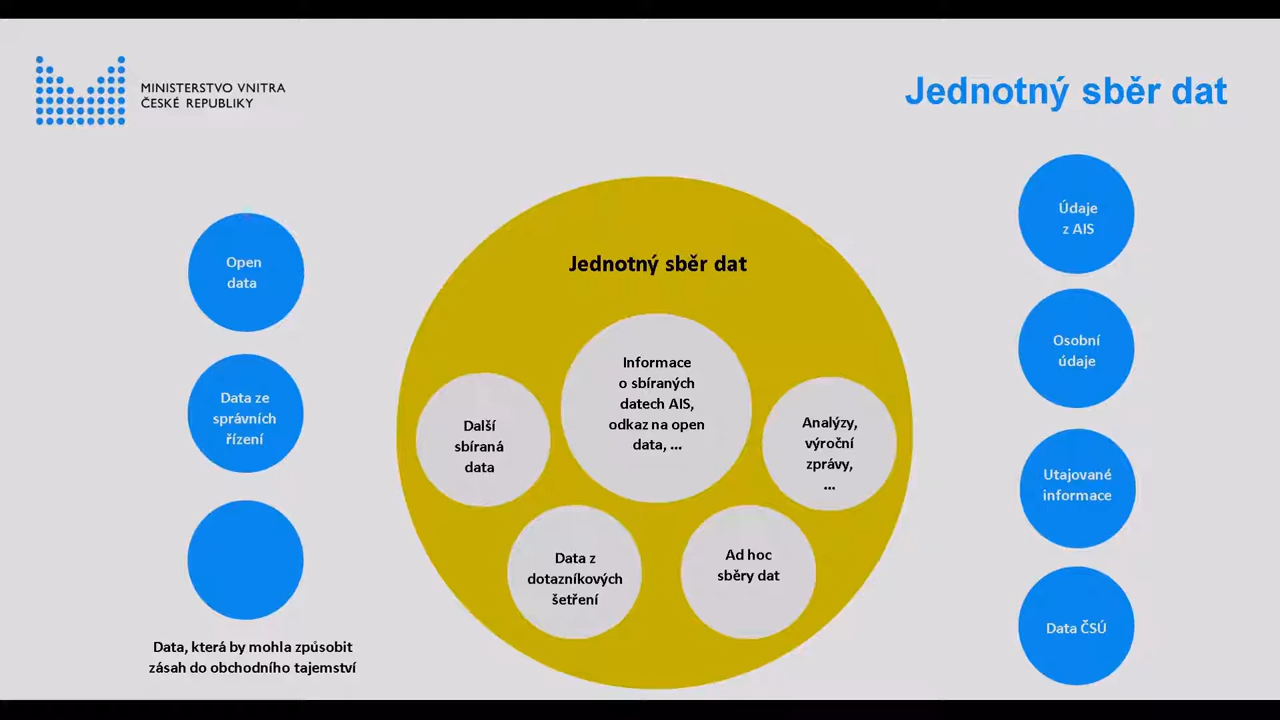 MINISTERSTVO VNITRA
ČESKÉ REPUBLIKY
Jednotný sběr dat
Open
data
Data ze
správních
řízení
Data, která by mohla způsobit
zásah do obchodního tajemství
Jednotný sběr dat
Informace
o sbíraných
datech AIS,
odkaz na open
data, ...
Další
sbíraná
data
Analýzy,
výroční
zprávy,
...
Data z
dotazníkových
šetření
Ad hoc
sběry dat
Údaje
z AIS
Osobní
údaje
Utajované
informace
Data ČSÚ